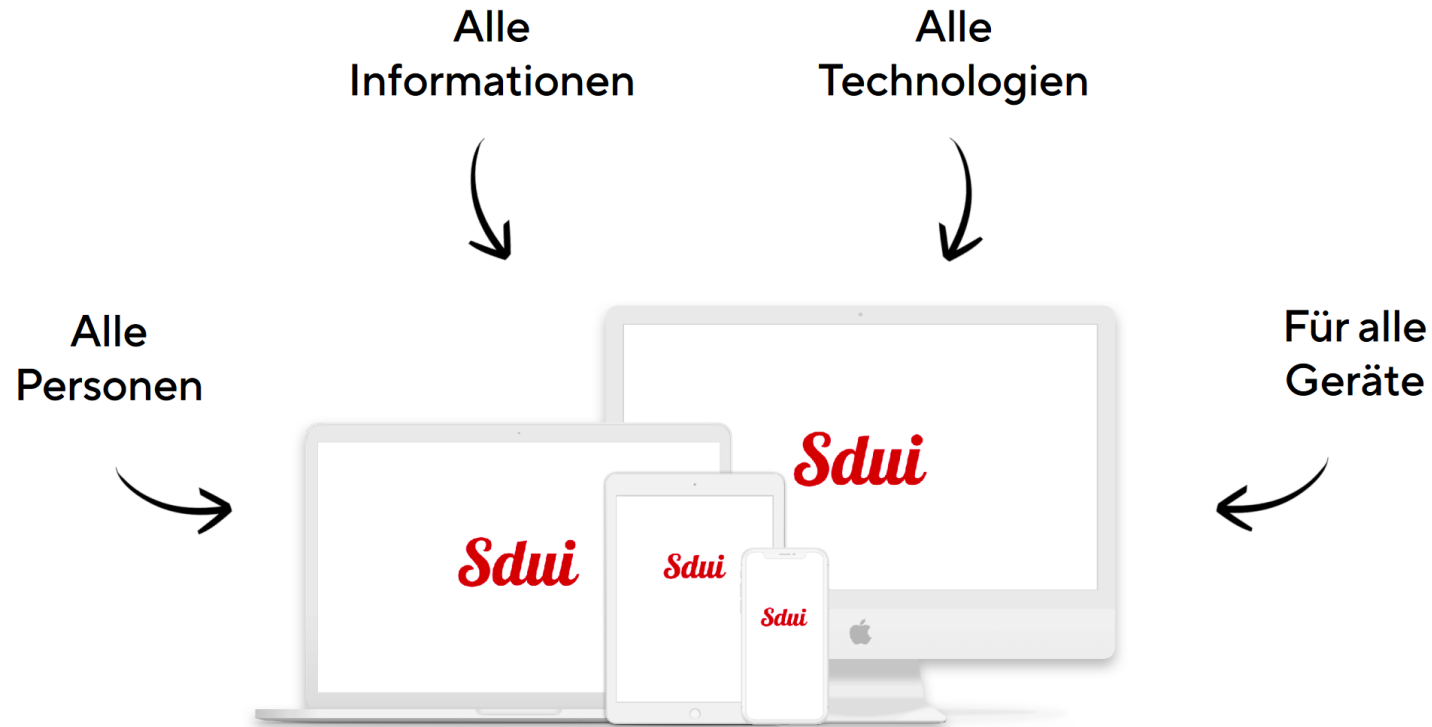 Alle
Informationen
Alle
Technologien
Alle
Personen
Für alle
Geräte
Sdui
Sdui
Sdui
Sdui